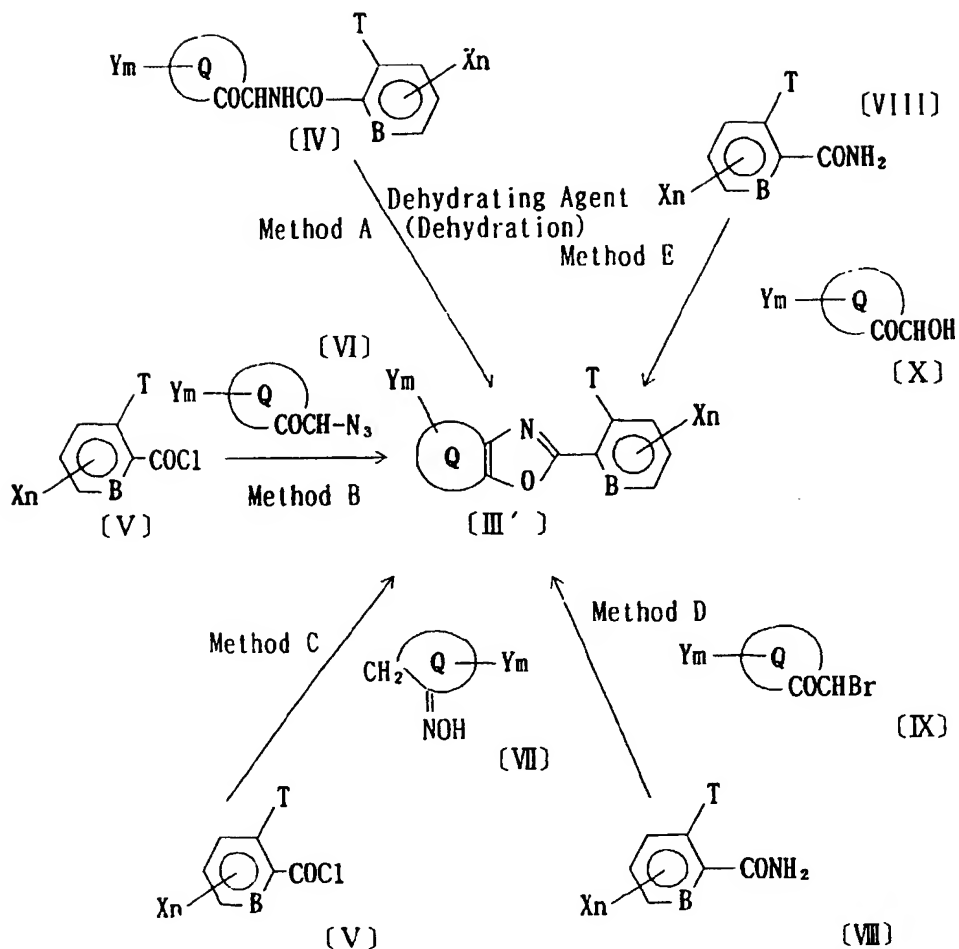 T
Ym
Q
Xn
COCHNHCO
B
[IV]
T
[VIII]
CONH₂
Xn
B
Dehydrating Agent
Method A (Dehydration)
Method E
Ym
Q
COCHOH
[X]
[VI]
T
Ym
Q
COCH-N₃
COCl
Xn
B
[V]
Method B
Ym
T
Xn
N
Q
O
B
[III′]
Method C
CH₂
Q
Ym
NOH
[VII]
Method D
Ym
Q
COCHBr
[IX]
T
COCl
Xn
B
[V]
T
CONH₂
Xn
B
[VIII]